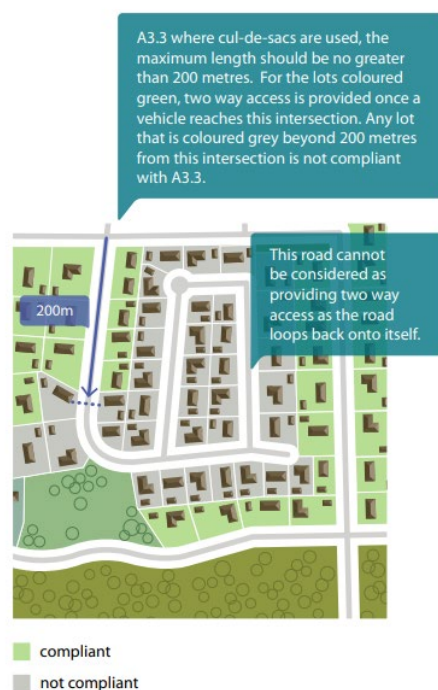 A3.3 where cul-de-sacs are used, the
maximum length should be no greater
than 200 metres. For the lots coloured
green, two way access is provided once a
vehicle reaches this intersection. Any lot
that is coloured grey beyond 200 metres
from this intersection is not compliant
with A3.3.
This road cannot
be considered as
providing two way
access as the road
loops back onto itself.
200m
compliant
not compliant